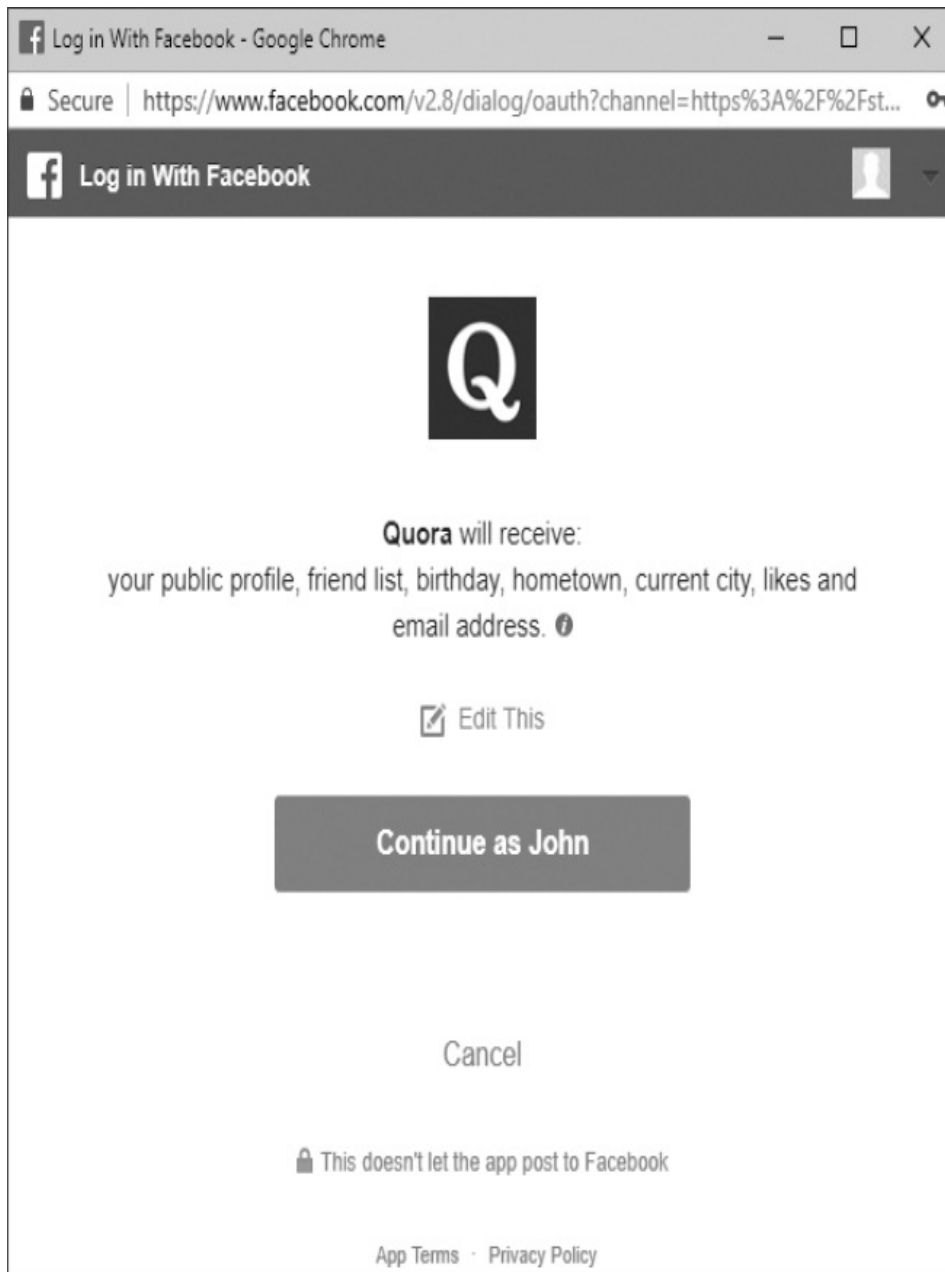 Log in With Facebook - Google Chrome
Secure | https://www.facebook.com/v2.8/dialog/oauth?channel=https%3A%2F%2Fst...
Log in With Facebook
Q
Quora will receive:
your public profile, friend list, birthday, hometown, current city, likes and
email address.
Edit This
Continue as John
Cancel
This doesn't let the app post to Facebook
App Terms · Privacy Policy